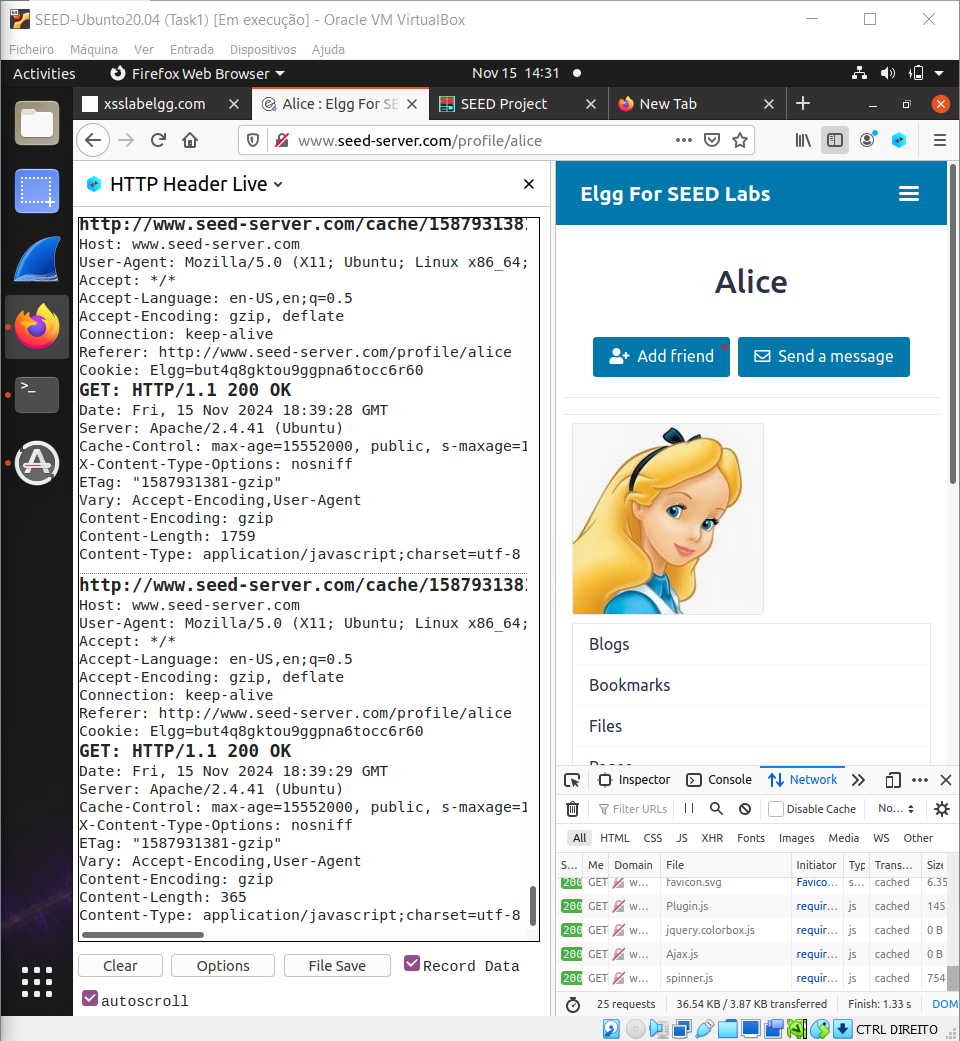 SEED-Ubunto20.04 (Task1) [Em execução] - Oracle VM VirtualBox
Ficheiro Máquina Ver Entrada Dispositivos Ajuda
Activities Firefox Web Browser Nov 15 14:31
xsslabelgg.com Alice : Elgg For SE SEED Project New Tab
www.seed-server.com/profile/alice
HTTP Header Live
http://www.seed-server.com/cache/1587931381
Host: www.seed-server.com
User-Agent: Mozilla/5.0 (X11; Ubuntu; Linux x86_64;
Accept: */*
Accept-Language: en-US,en;q=0.5
Accept-Encoding: gzip, deflate
Connection: keep-alive
Referer: http://www.seed-server.com/profile/alice
Cookie: Elgg=but4q8gktou9ggpna6tocc6r60
GET: HTTP/1.1 200 OK
Date: Fri, 15 Nov 2024 18:39:28 GMT
Server: Apache/2.4.41 (Ubuntu)
Cache-Control: max-age=15552000, public, s-maxage=1
X-Content-Type-Options: nosniff
ETag: "1587931381-gzip"
Vary: Accept-Encoding,User-Agent
Content-Encoding: gzip
Content-Length: 1759
Content-Type: application/javascript;charset=utf-8
http://www.seed-server.com/cache/1587931381
Host: www.seed-server.com
User-Agent: Mozilla/5.0 (X11; Ubuntu; Linux x86_64;
Accept: */*
Accept-Language: en-US,en;q=0.5
Accept-Encoding: gzip, deflate
Connection: keep-alive
Referer: http://www.seed-server.com/profile/alice
Cookie: Elgg=but4q8gktou9ggpna6tocc6r60
GET: HTTP/1.1 200 OK
Date: Fri, 15 Nov 2024 18:39:29 GMT
Server: Apache/2.4.41 (Ubuntu)
Cache-Control: max-age=15552000, public, s-maxage=1
X-Content-Type-Options: nosniff
ETag: "1587931381-gzip"
Vary: Accept-Encoding,User-Agent
Content-Encoding: gzip
Content-Length: 365
Content-Type: application/javascript;charset=utf-8
Clear Options File Save Record Data
autoscroll
Elgg For SEED Labs
Alice
Add friend Send a message
Blogs
Bookmarks
Files
Pages
Inspector Console Network
Filter URLs Disable Cache No...
All HTML CSS JS XHR Fonts Images Media WS Other
S... Me Domain File Initiator Typ Trans... Size
200 GET w... favicon.svg Favico... s... cached 6.35
200 GET w... Plugin.js requir... js cached 145
200 GET w... jquery.colorbox.js requir... js cached 0 B
200 GET w... Ajax.js requir... js cached 0 B
200 GET w... spinner.js requir... js cached 754
25 requests 36.54 KB / 3.87 KB transferred Finish: 1.33 s DOM
CTRL DIREITO